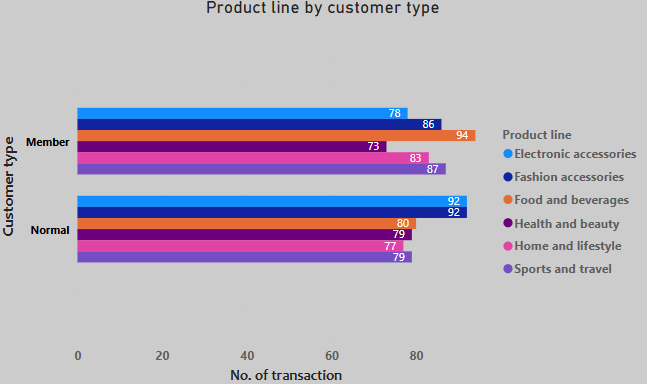 Product line by customer type
Customer type
Member
78
86
94
73
83
87
Normal
92
92
80
79
77
79
0 20 40 60 80
No. of transaction
Product line
Electronic accessories
Fashion accessories
Food and beverages
Health and beauty
Home and lifestyle
Sports and travel